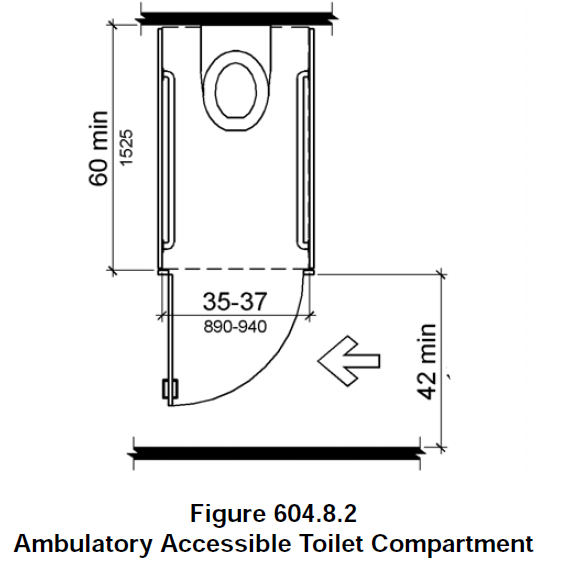 60 min
1525
35-37
890-940
42 min
Figure 604.8.2
Ambulatory Accessible Toilet Compartment